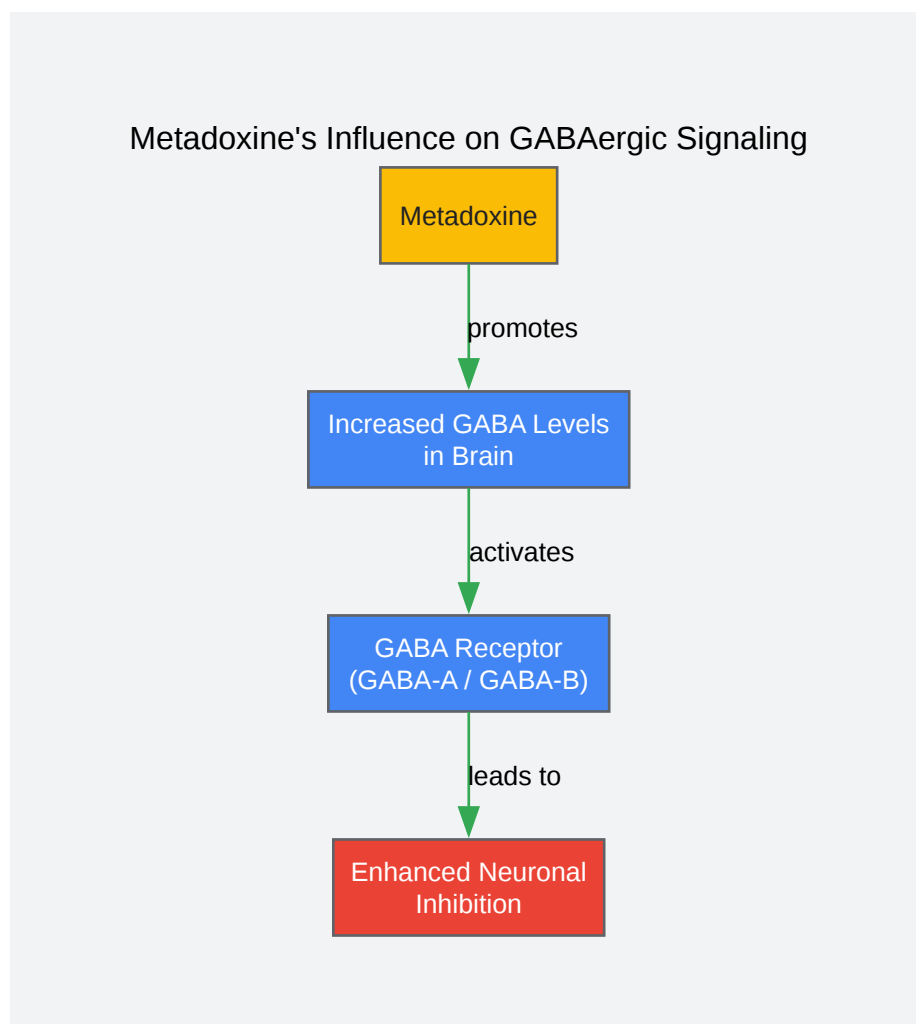 Metadoxine's Influence on GABAergic Signaling
Metadoxine
promotes
Increased GABA Levels
in Brain
activates
GABA Receptor
(GABA-A / GABA-B)
leads to
Enhanced Neuronal
Inhibition